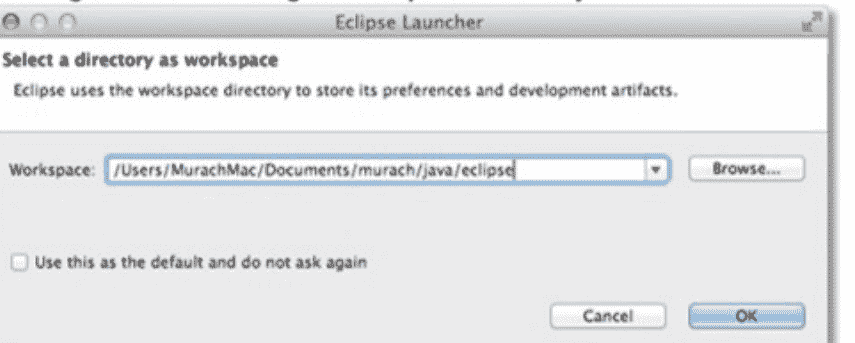 Eclipse Launcher
Select a directory as workspace
Eclipse uses the workspace directory to store its preferences and development artifacts.
Workspace: /Users/MurachMac/Documents/murach/java/eclipse Browse...
Use this as the default and do not ask again
Cancel OK